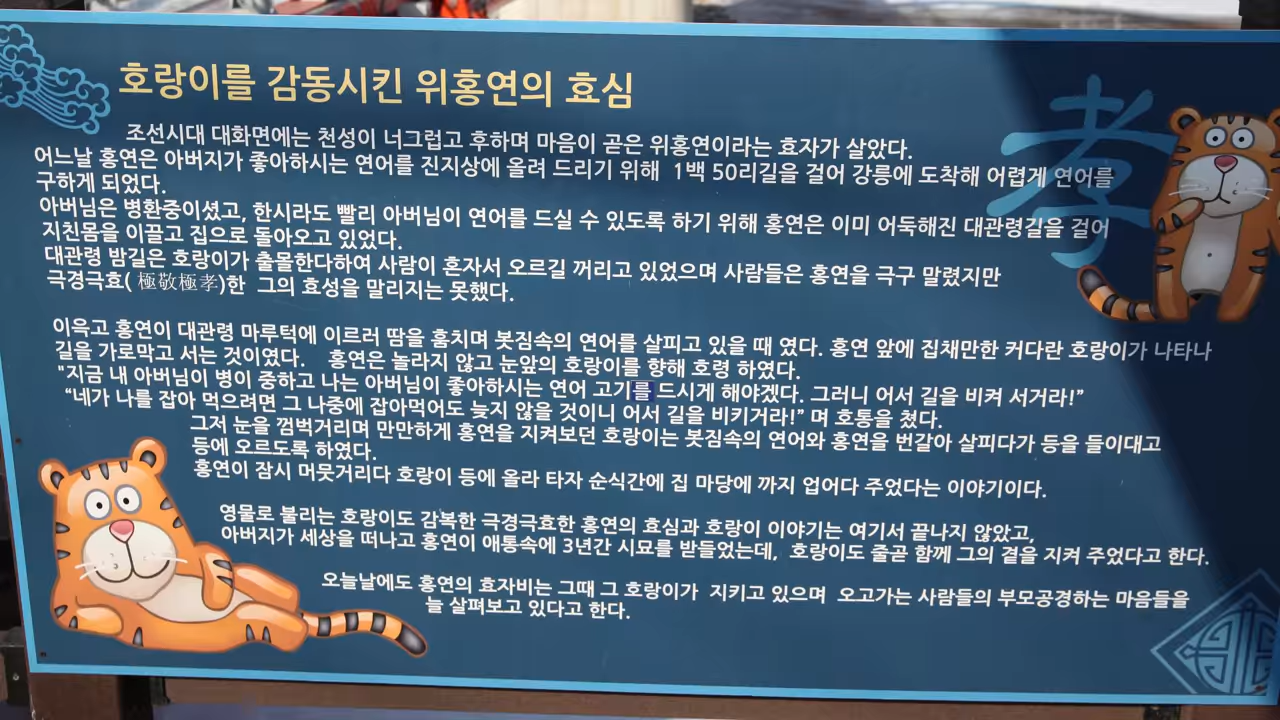 호랑이를 감동시킨 위홍연의 효심
孝
조선시대 대화면에는 천성이 너그럽고 후하며 마음이 곧은 위홍연이라는 효자가 살았다.
어느날 홍연은 아버지가 좋아하시는 연어를 진지상에 올려 드리기 위해 1백 50리길을 걸어 강릉에 도착해 어렵게 연어를
구하게 되었다.
아버님은 병환중이셨고, 한시라도 빨리 아버님이 연어를 드실 수 있도록 하기 위해 홍연은 이미 어둑해진 대관령길을 걸어
지친몸을 이끌고 집으로 돌아오고 있었다.
대관령 밤길은 호랑이가 출몰한다하여 사람이 혼자서 오르길 꺼리고 있었으며 사람들은 홍연을 극구 말렸지만
극경극효( 極敬極孝)한 그의 효성을 말리지는 못했다.
이윽고 홍연이 대관령 마루턱에 이르러 땀을 훔치며 봇짐속의 연어를 살피고 있을 때 였다. 홍연 앞에 집채만한 커다란 호랑이가 나타나
길을 가로막고 서는 것이였다. 홍연은 놀라지 않고 눈앞의 호랑이를 향해 호령 하였다.
"지금 내 아버님이 병이 중하고 나는 아버님이 좋아하시는 연어 고기를 드시게 해야겠다. 그러니 어서 길을 비켜 서거라!”
“네가 나를 잡아 먹으려면 그 나중에 잡아먹어도 늦지 않을 것이니 어서 길을 비키거라!” 며 호통을 쳤다.
그저 눈을 껌벅거리며 만만하게 홍연을 지켜보던 호랑이는 봇짐속의 연어와 홍연을 번갈아 살피다가 등을 들이대고
등에 오르도록 하였다.
홍연이 잠시 머뭇거리다 호랑이 등에 올라 타자 순식간에 집 마당에 까지 업어다 주었다는 이야기이다.
영물로 불리는 호랑이도 감복한 극경극효한 홍연의 효심과 호랑이 이야기는 여기서 끝나지 않았고,
아버지가 세상을 떠나고 홍연이 애통속에 3년간 시묘를 받들었는데, 호랑이도 줄곧 함께 그의 곁을 지켜 주었다고 한다.
오늘날에도 홍연의 효자비는 그때 그 호랑이가 지키고 있으며 오고가는 사람들의 부모공경하는 마음들을
늘 살펴보고 있다고 한다.